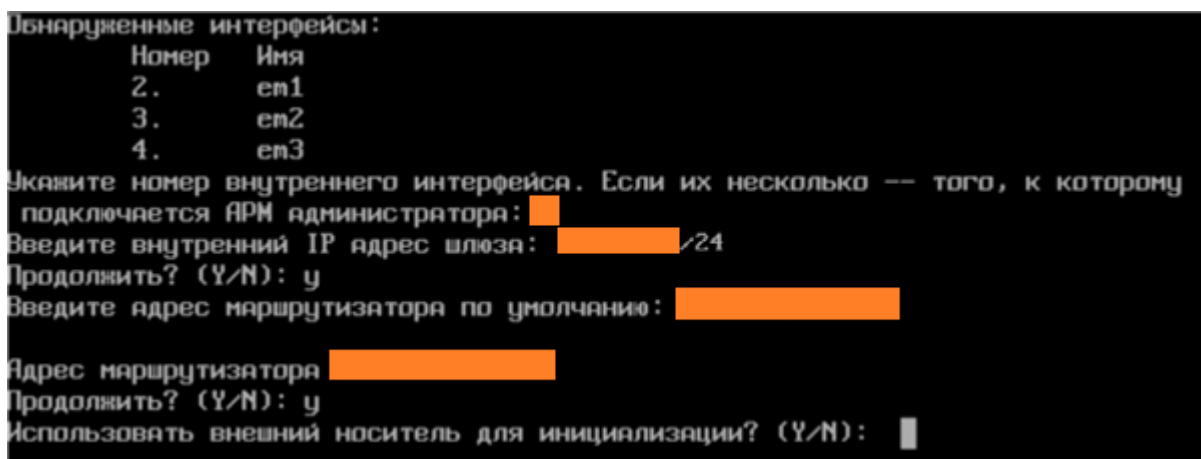 Обнаруженные интерфейсы:
Номер Имя
2. em1
3. em2
4. em3
Укажите номер внутреннего интерфейса. Если их несколько -- того, к которому
подключается АРМ администратора:
Введите внутренний IP адрес шлюза: /24
Продолжить? (Y/N): y
Введите адрес маршрутизатора по умолчанию:
Адрес маршрутизатора
Продолжить? (Y/N): y
Использовать внешний носитель для инициализации? (Y/N):